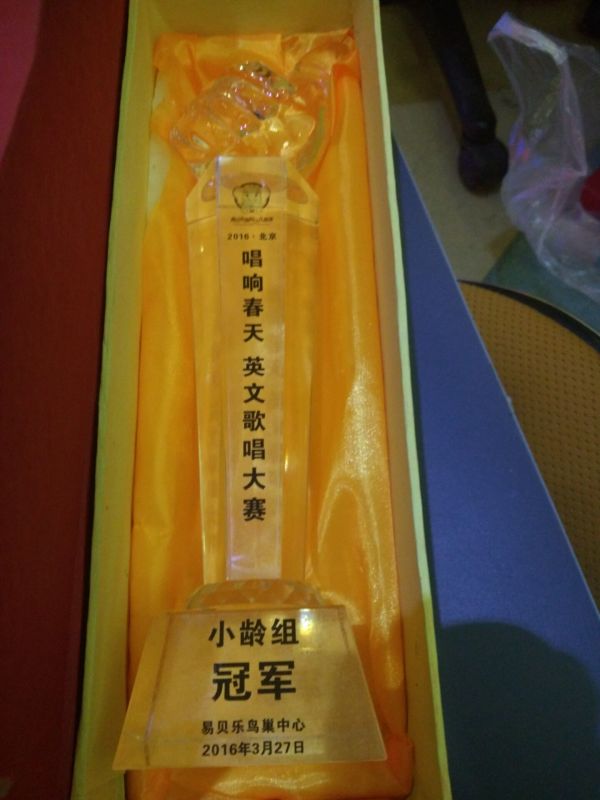 2016·北京
唱响春天 英文歌唱大赛
小龄组
冠军
易贝乐鸟巢中心
2016年3月27日